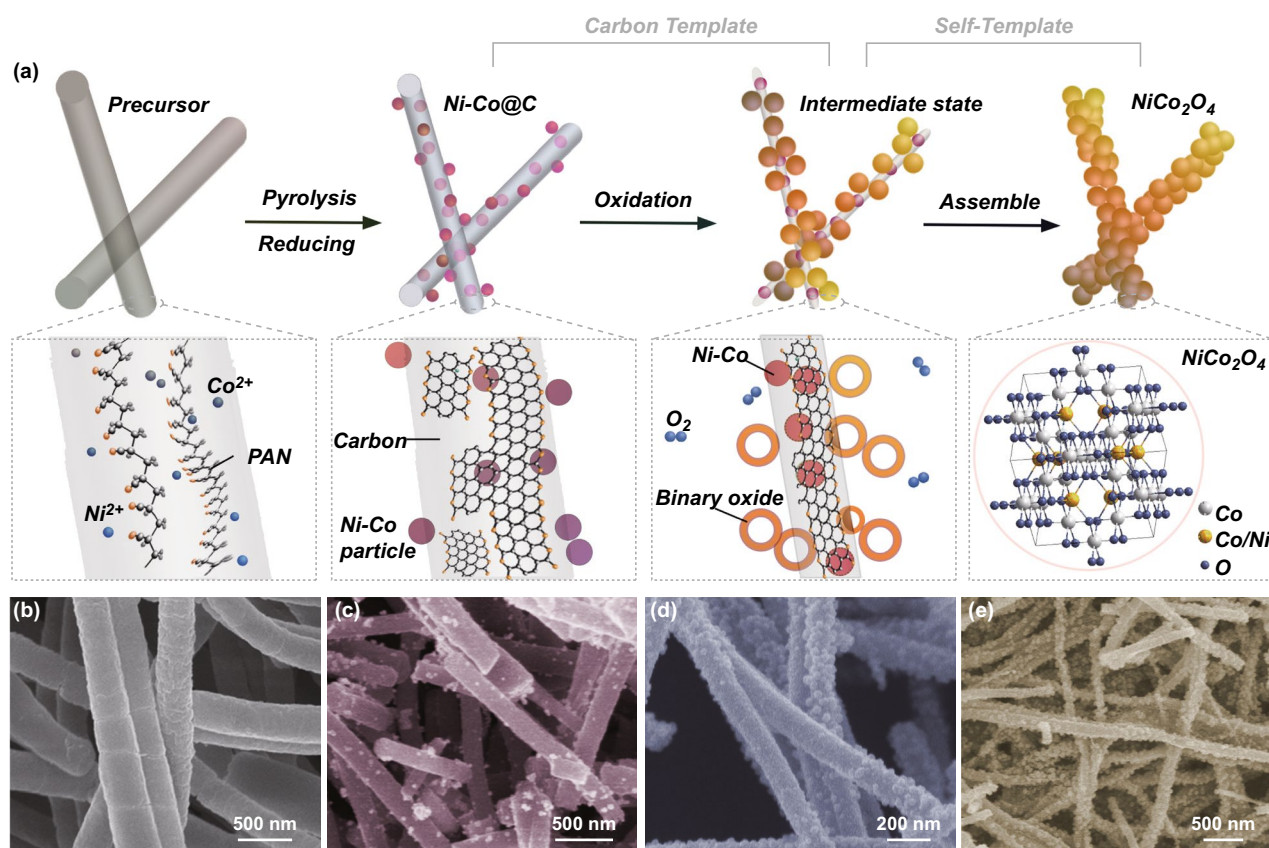 Carbon Template
Self-Template
(a)
Precursor
Ni-Co@C
Intermediate state
NiCo₂O₄
Pyrolysis
Reducing
Oxidation
Assemble
Co²⁺
PAN
Ni²⁺
Carbon
Ni-Co
particle
Ni-Co
O₂
Binary oxide
NiCo₂O₄
Co
Co/Ni
O
(b)
500 nm
(c)
500 nm
(d)
200 nm
(e)
500 nm